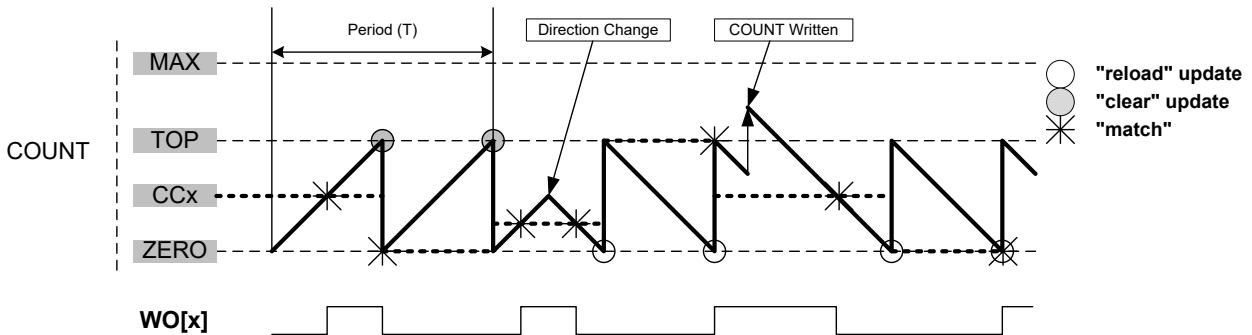 Period (T)
Direction Change
COUNT Written
MAX
"reload" update
"clear" update
TOP
"match"
COUNT
CCx
ZERO
WO[x]